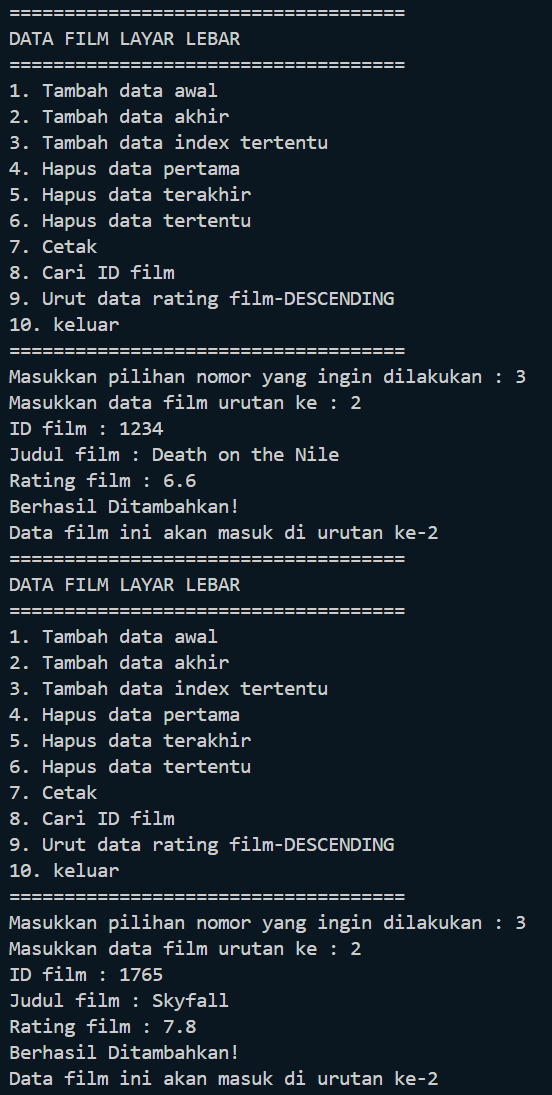 ====================================
DATA FILM LAYAR LEBAR
====================================
1. Tambah data awal
2. Tambah data akhir
3. Tambah data index tertentu
4. Hapus data pertama
5. Hapus data terakhir
6. Hapus data tertentu
7. Cetak
8. Cari ID film
9. Urut data rating film-DESCENDING
10. keluar
====================================
Masukkan pilihan nomor yang ingin dilakukan : 3
Masukkan data film urutan ke : 2
ID film : 1234
Judul film : Death on the Nile
Rating film : 6.6
Berhasil Ditambahkan!
Data film ini akan masuk di urutan ke-2
====================================
DATA FILM LAYAR LEBAR
====================================
1. Tambah data awal
2. Tambah data akhir
3. Tambah data index tertentu
4. Hapus data pertama
5. Hapus data terakhir
6. Hapus data tertentu
7. Cetak
8. Cari ID film
9. Urut data rating film-DESCENDING
10. keluar
====================================
Masukkan pilihan nomor yang ingin dilakukan : 3
Masukkan data film urutan ke : 2
ID film : 1765
Judul film : Skyfall
Rating film : 7.8
Berhasil Ditambahkan!
Data film ini akan masuk di urutan ke-2